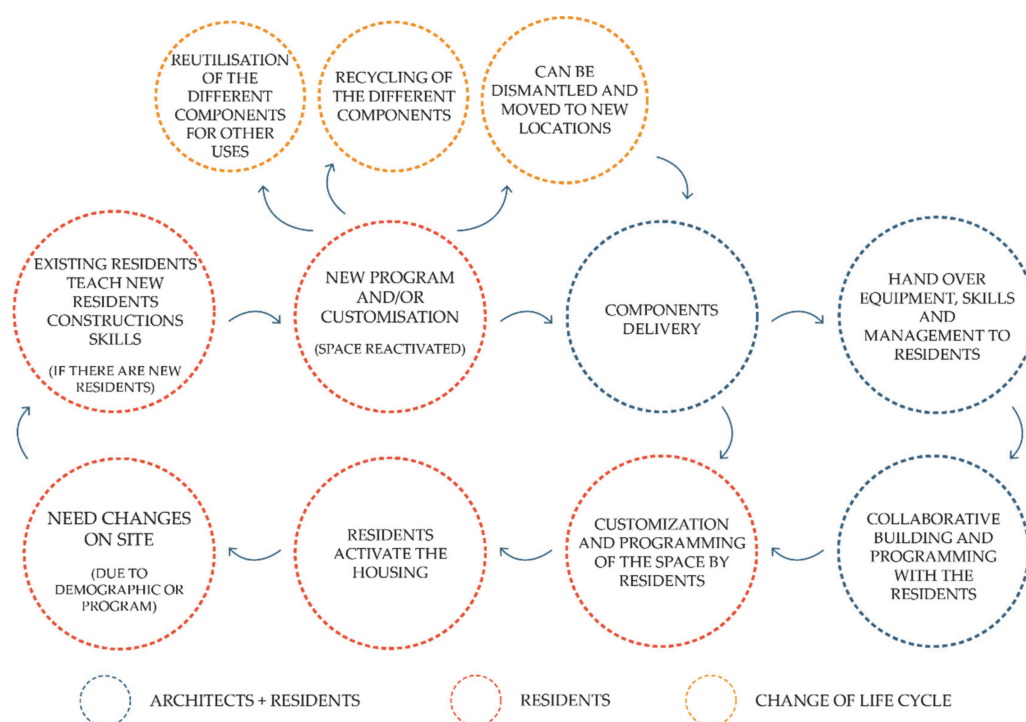 REUTILISATION
OF THE
DIFFERENT
COMPONENTS
FOR OTHER
USES
RECYCLING OF
THE DIFFERENT
COMPONENTS
CAN BE
DISMANTLED AND
MOVED TO NEW
LOCATIONS
EXISTING RESIDENTS
TEACH NEW
RESIDENTS
CONSTRUCTIONS
SKILLS
(IF THERE ARE NEW
RESIDENTS)
NEW PROGRAM
AND/OR
CUSTOMISATION
(SPACE REACTIVATED)
COMPONENTS
DELIVERY
HAND OVER
EQUIPMENT, SKILLS
AND
MANAGEMENT TO
RESIDENTS
NEED CHANGES
ON SITE
(DUE TO
DEMOGRAPHIC OR
PROGRAM)
RESIDENTS
ACTIVATE THE
HOUSING
CUSTOMIZATION
AND PROGRAMMING
OF THE SPACE BY
RESIDENTS
COLLABORATIVE
BUILDING AND
PROGRAMMING
WITH THE
RESIDENTS
ARCHITECTS + RESIDENTS
RESIDENTS
CHANGE OF LIFE CYCLE